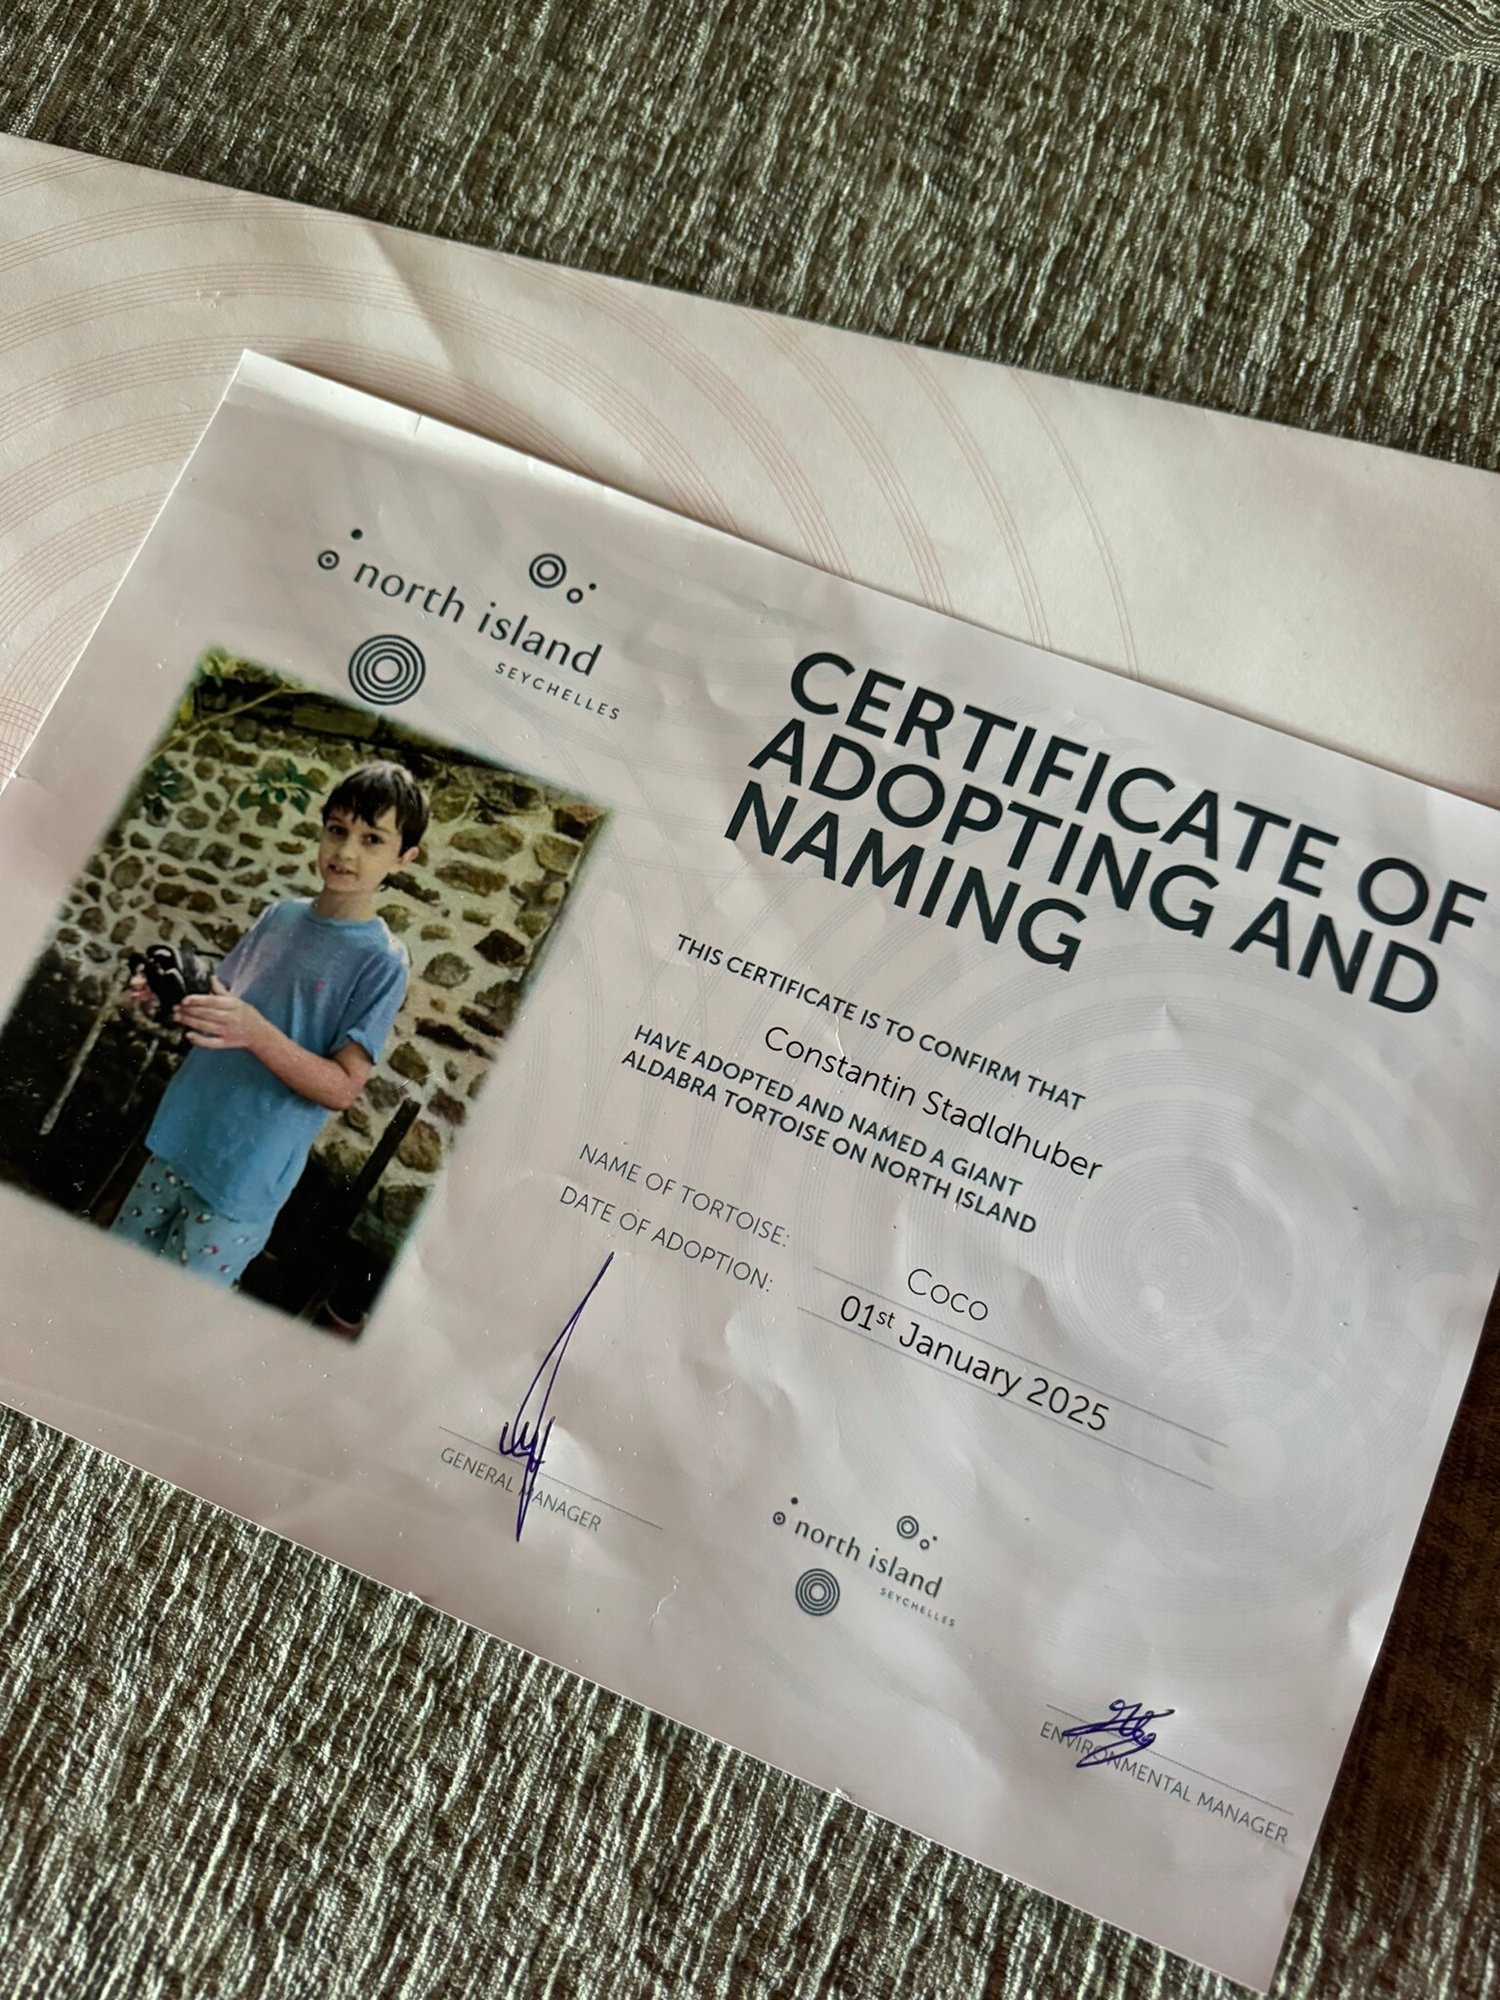 north island
SEYCHELLES
CERTIFICATE OF
ADOPTING AND
NAMING
THIS CERTIFICATE IS TO CONFIRM THAT
Constantin Stadldhuber
HAVE ADOPTED AND NAMED A GIANT
ALDABRA TORTOISE ON NORTH ISLAND
NAME OF TORTOISE: Coco
DATE OF ADOPTION: 01st January 2025
GENERAL MANAGER
north island
SEYCHELLES
ENVIRONMENTAL MANAGER